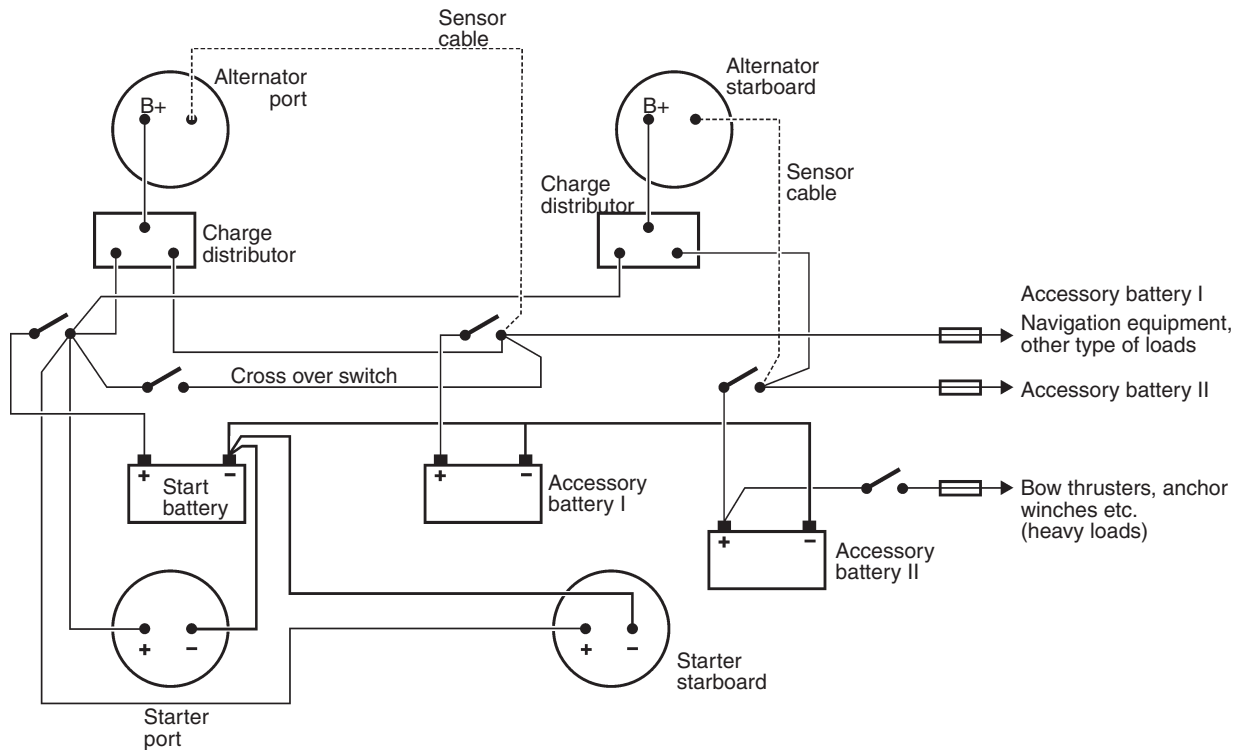 Sensor
cable
Alternator
port
B+
Alternator
starboard
B+
Sensor
cable
Charge
distributor
Charge
distributor
Accessory battery I
Navigation equipment,
other type of loads
Cross over switch
Accessory battery II
+
−
Start
battery
+
−
Accessory
battery I
Bow thrusters, anchor
winches etc.
(heavy loads)
+
−
Accessory
battery II
+
−
Starter
port
+
−
Starter
starboard